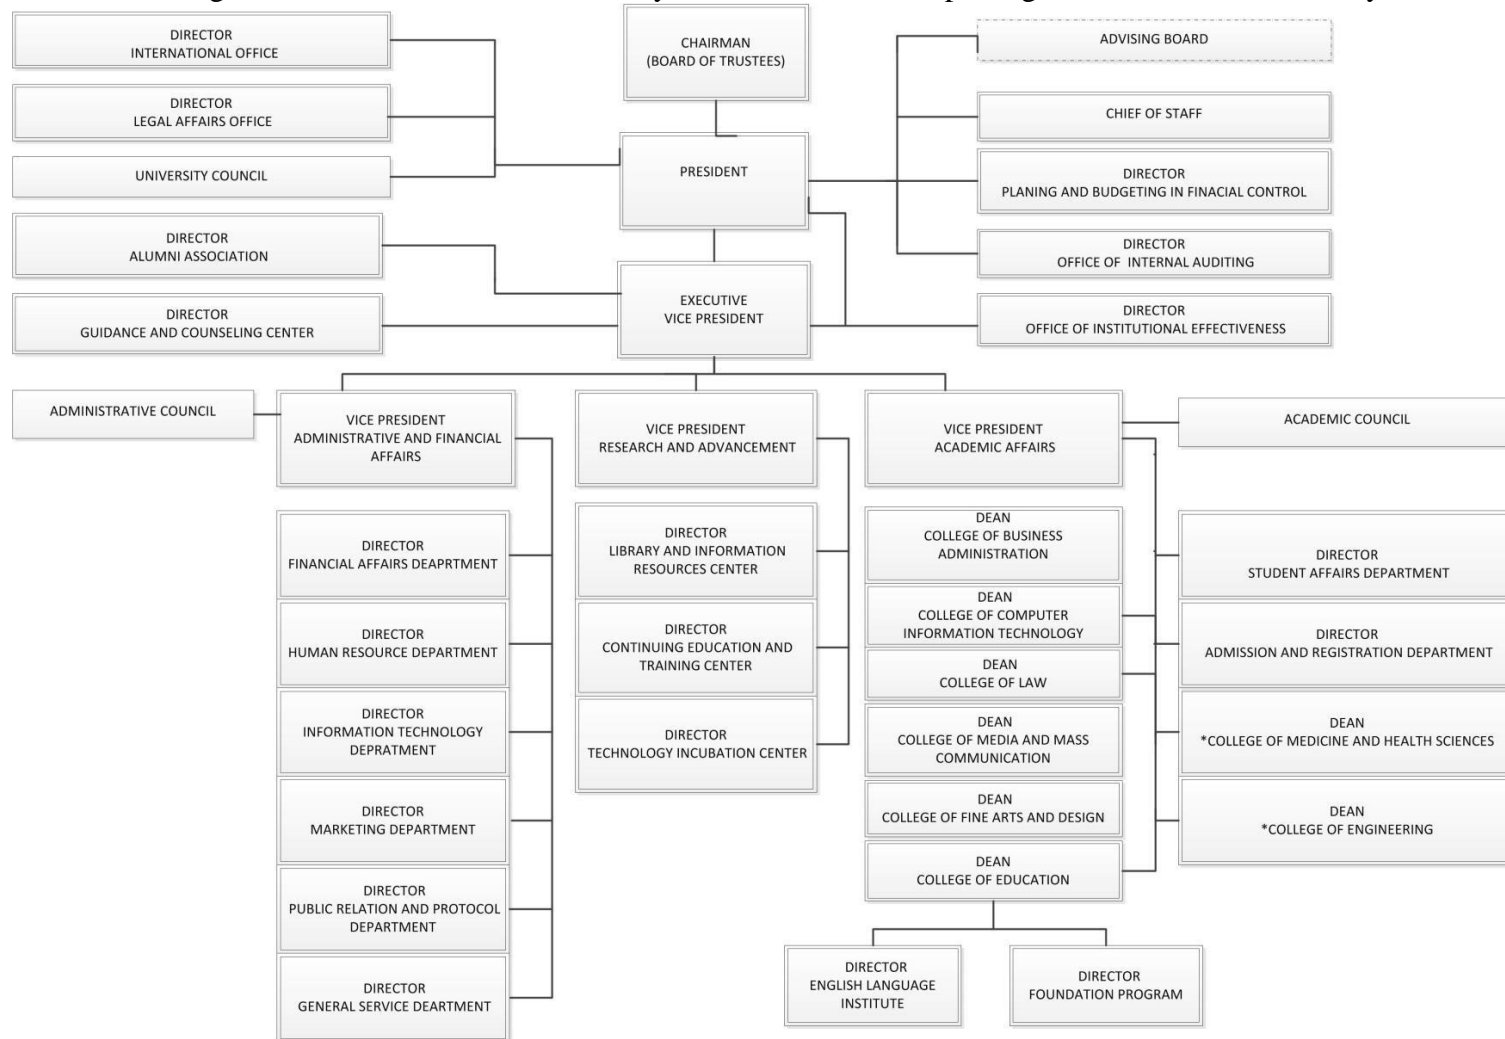 DIRECTOR
INTERNATIONAL OFFICE
DIRECTOR
LEGAL AFFAIRS OFFICE
UNIVERSITY COUNCIL
DIRECTOR
ALUMNI ASSOCIATION
DIRECTOR
GUIDANCE AND COUNSELING CENTER
CHAIRMAN
(BOARD OF TRUSTEES)
PRESIDENT
EXECUTIVE
VICE PRESIDENT
ADVISING BOARD
CHIEF OF STAFF
DIRECTOR
PLANING AND BUDGETING IN FINACIAL CONTROL
DIRECTOR
OFFICE OF INTERNAL AUDITING
DIRECTOR
OFFICE OF INSTITUTIONAL EFFECTIVENESS
ADMINISTRATIVE COUNCIL
VICE PRESIDENT
ADMINISTRATIVE AND FINANCIAL
AFFAIRS
VICE PRESIDENT
RESEARCH AND ADVANCEMENT
VICE PRESIDENT
ACADEMIC AFFAIRS
ACADEMIC COUNCIL
DIRECTOR
FINANCIAL AFFAIRS DEAPRTMENT
DIRECTOR
HUMAN RESOURCE DEPARTMENT
DIRECTOR
INFORMATION TECHNOLOGY
DEPRATMENT
DIRECTOR
MARKETING DEPARTMENT
DIRECTOR
PUBLIC RELATION AND PROTOCOL
DEPARTMENT
DIRECTOR
GENERAL SERVICE DEARTMENT
DIRECTOR
LIBRARY AND INFORMATION
RESOURCES CENTER
DIRECTOR
CONTINUING EDUCATION AND
TRAINING CENTER
DIRECTOR
TECHNOLOGY INCUBATION CENTER
DEAN
COLLEGE OF BUSINESS
ADMINISTRATION
DEAN
COLLEGE OF COMPUTER
INFORMATION TECHNOLOGY
DEAN
COLLEGE OF LAW
DEAN
COLLEGE OF MEDIA AND MASS
COMMUNICATION
DEAN
COLLEGE OF FINE ARTS AND DESIGN
DEAN
COLLEGE OF EDUCATION
DIRECTOR
STUDENT AFFAIRS DEPARTMENT
DIRECTOR
ADMISSION AND REGISTRATION DEPARTMENT
DEAN
*COLLEGE OF MEDICINE AND HEALTH SCIENCES
DEAN
*COLLEGE OF ENGINEERING
DIRECTOR
ENGLISH LANGUAGE
INSTITUTE
DIRECTOR
FOUNDATION PROGRAM